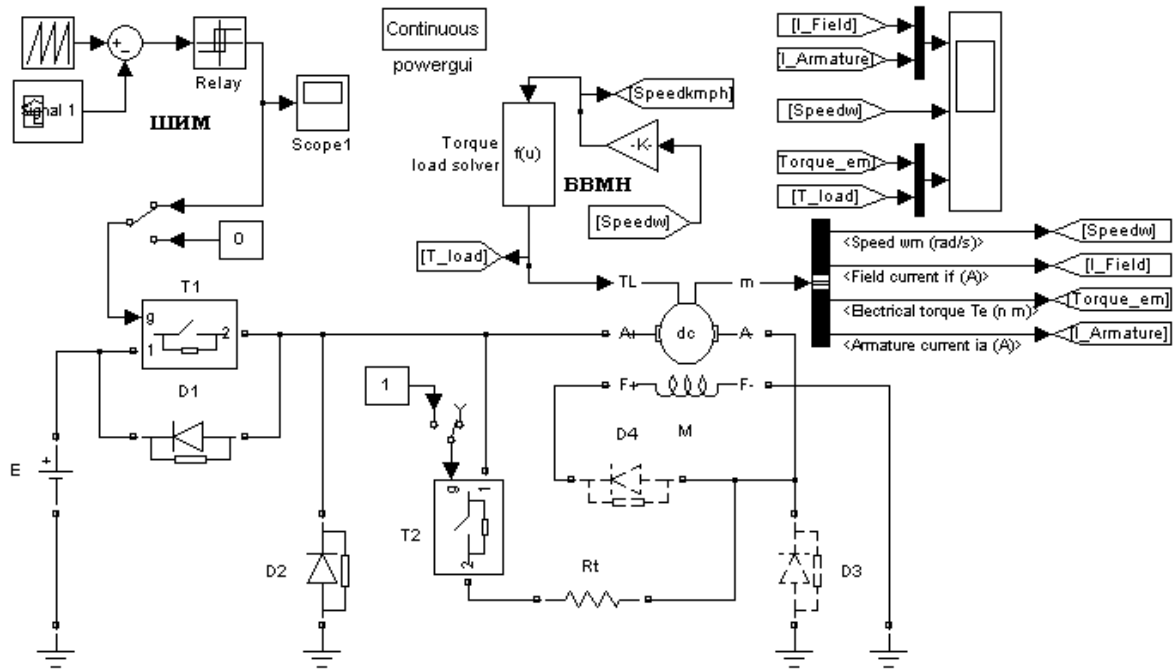 Signal 1
ШИМ
Relay
Scope1
Continuous
powergui
[Speedkmph]
Torque
load solver
f(u)
-K-
БВМН
[Speedw]
[T_load]
[I_Field]
[I_Armature]
[Speedw]
Torque_em]
[T_load]
0
T1
g
1
2
D1
TL
m
A+
dc
A-
F+
F-
M
<Speed wm (rad/s)>
<Field current if (A)>
<Electrical torque Te (n m)>
<Armature current ia (A)>
[Speedw]
[I_Field]
[Torque_em]
[I_Armature]
1
D4
E
+
g
1
T2
2
D2
Rt
D3